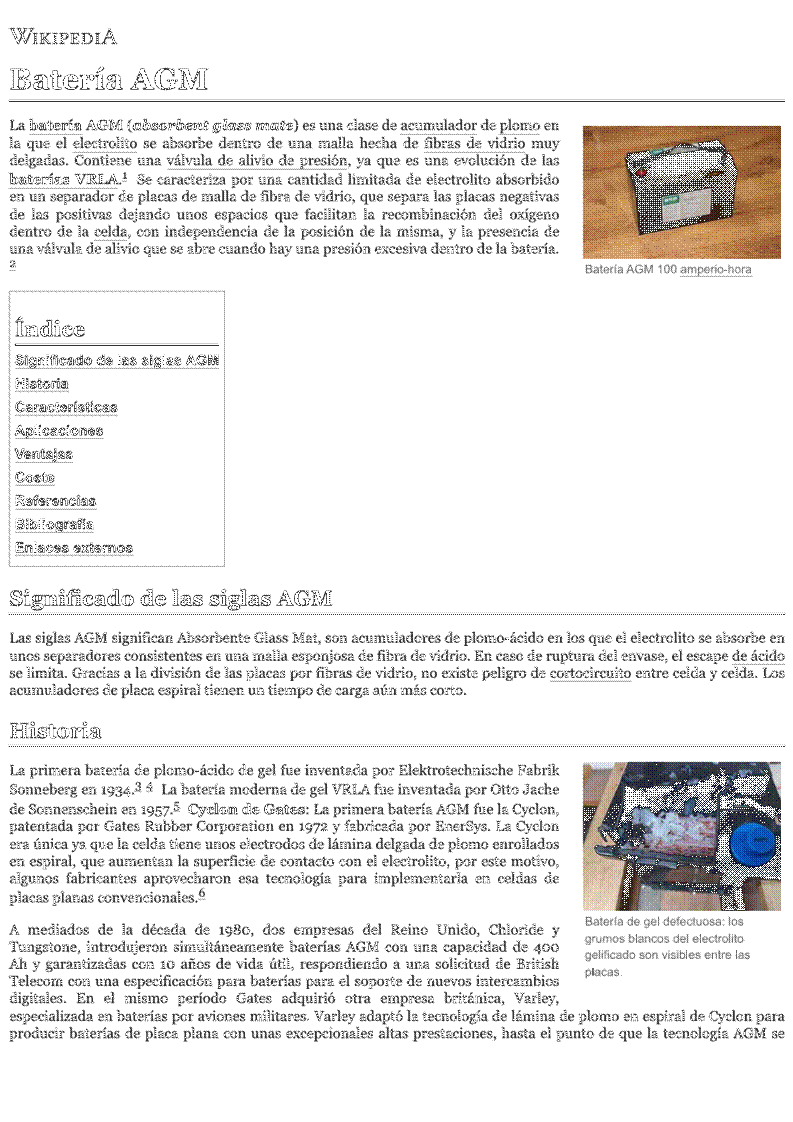 WIKIPEDIA
Batería AGM
La batería AGM (absorbent glass mats) es una clase de acumulador de plomo en
la que el electrolito se absorbe dentro de una malla hecha de fibras de vidrio muy
delgadas. Contiene una válvula de alivio de presión, ya que es una evolución de las
baterías VRLA.1 Se caracteriza por una cantidad limitada de electrolito absorbido
en un separador de placas de malla de fibra de vidrio, que separa las placas negativas
de las positivas dejando unos espacios que facilitan la recombinación del oxígeno
dentro de la celda, con independencia de la posición de la misma, y la presencia de
una válvula de alivio que se abre cuando hay una presión excesiva dentro de la batería.
2
Batería AGM 100 amperio-hora
Índice
Significado de las siglas AGM
Historia
Características
Aplicaciones
Ventajas
Coste
Referencias
Bibliografía
Enlaces externos
Significado de las siglas AGM
Las siglas AGM significan Absorbente Glass Mat, son acumuladores de plomo-ácido en los que el electrolito se absorbe en
unos separadores consistentes en una malla esponjosa de fibra de vidrio. En caso de ruptura del envase, el escape de ácido
se limita. Gracias a la división de las placas por fibras de vidrio, no existe peligro de cortocircuito entre celda y celda. Los
acumuladores de placa espiral tienen un tiempo de carga aún más corto.
Historia
La primera batería de plomo-ácido de gel fue inventada por Elektrotechnische Fabrik
Sonneberg en 1934.3 4 La batería moderna de gel VRLA fue inventada por Otto Jache
de Sonnenschein en 1957.5 Cyclon de Gates: La primera batería AGM fue la Cyclon,
patentada por Gates Rubber Corporation en 1972 y fabricada por EnerSys. La Cyclon
era única ya que la celda tiene unos electrodos de lámina delgada de plomo enrollados
en espiral, que aumentan la superficie de contacto con el electrolito, por este motivo,
algunos fabricantes aprovecharon esa tecnología para implementarla en celdas de
placas planas convencionales.6
Batería de gel defectuosa: los
grumos blancos del electrolito
gelificado son visibles entre las
placas.
A mediados de la década de 1980, dos empresas del Reino Unido, Chloride y
Tungstone, introdujeron simultáneamente baterías AGM con una capacidad de 400
Ah y garantizadas con 10 años de vida útil, respondiendo a una solicitud de British
Telecom con una especificación para baterías para el soporte de nuevos intercambios
digitales. En el mismo período Gates adquirió otra empresa británica, Varley,
especializada en baterías por aviones militares. Varley adaptó la tecnología de lámina de plomo en espiral de Cyclon para
producir baterías de placa plana con unas excepcionales altas prestaciones, hasta el punto de que la tecnología AGM se